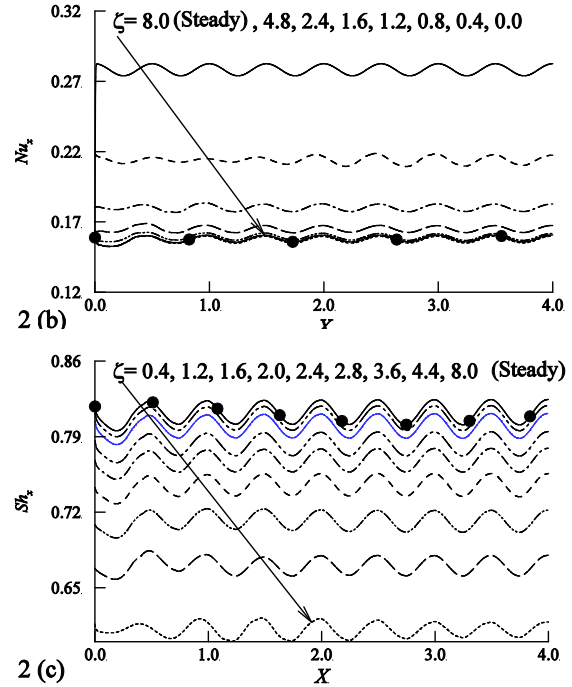 0.32
ζ= 8.0 (Steady) , 4.8, 2.4, 1.6, 1.2, 0.8, 0.4, 0.0
0.27
Nuₓ
0.22
0.17
0.12
0.0 1.0 2.0 3.0 4.0
2 (b)
X
0.86
ζ= 0.4, 1.2, 1.6, 2.0, 2.4, 2.8, 3.6, 4.4, 8.0 (Steady)
0.79
Shₓ
0.72
0.65
0.0 1.0 2.0 3.0 4.0
2 (c)
X